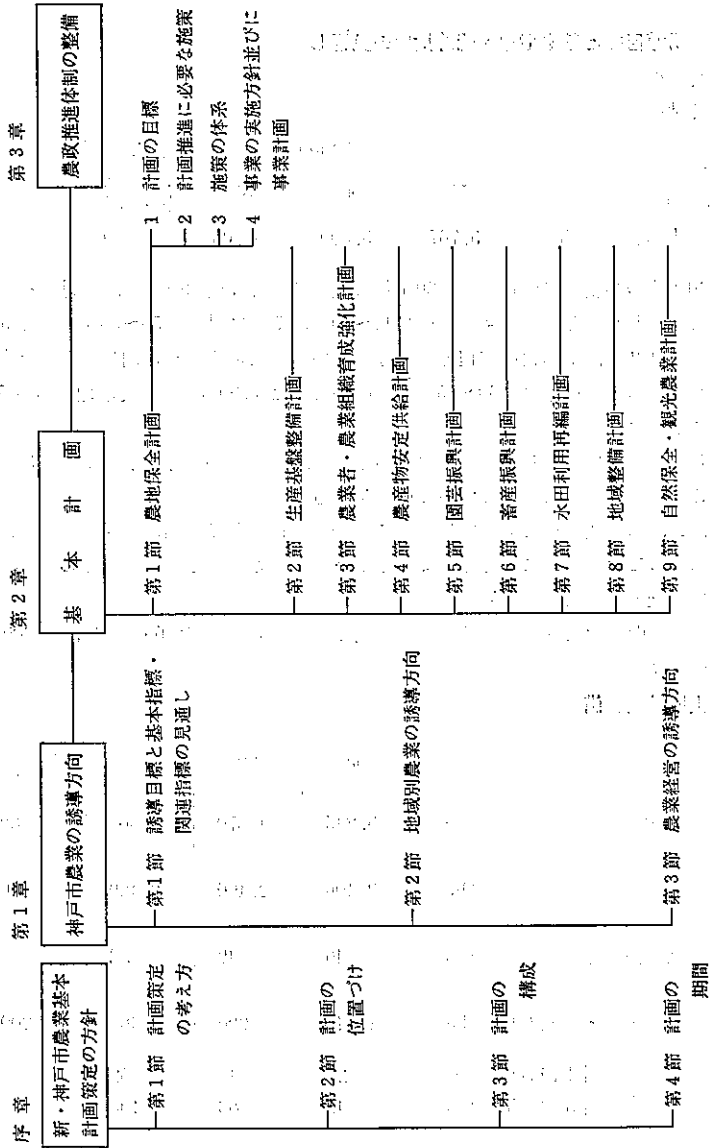 序章
新・神戸市農業基本
計画策定の方針
第1節 計画策定
の考え方
第2節 計画の
位置づけ
第3節 計画の
構成
第4節 計画の
期間
第1章
神戸市農業の誘導方向
第1節 誘導目標と基本指標・
関連指標の見通し
第2節 地域別農業の誘導方向
第3節 農業経営の誘導方向
第2章
基本計画
第1節 農地保全計画
1 計画の目標
2 計画推進に必要な施策
3 施策の体系
4 事業の実施方針並びに
事業計画
第2節 生産基盤整備計画
第3節 農業者・農業組織育成強化計画
第4節 農産物安定供給計画
第5節 園芸振興計画
第6節 畜産振興計画
第7節 水田利用再編計画
第8節 地域整備計画
第9節 自然保全・観光農業計画
第3章
農政推進体制の整備